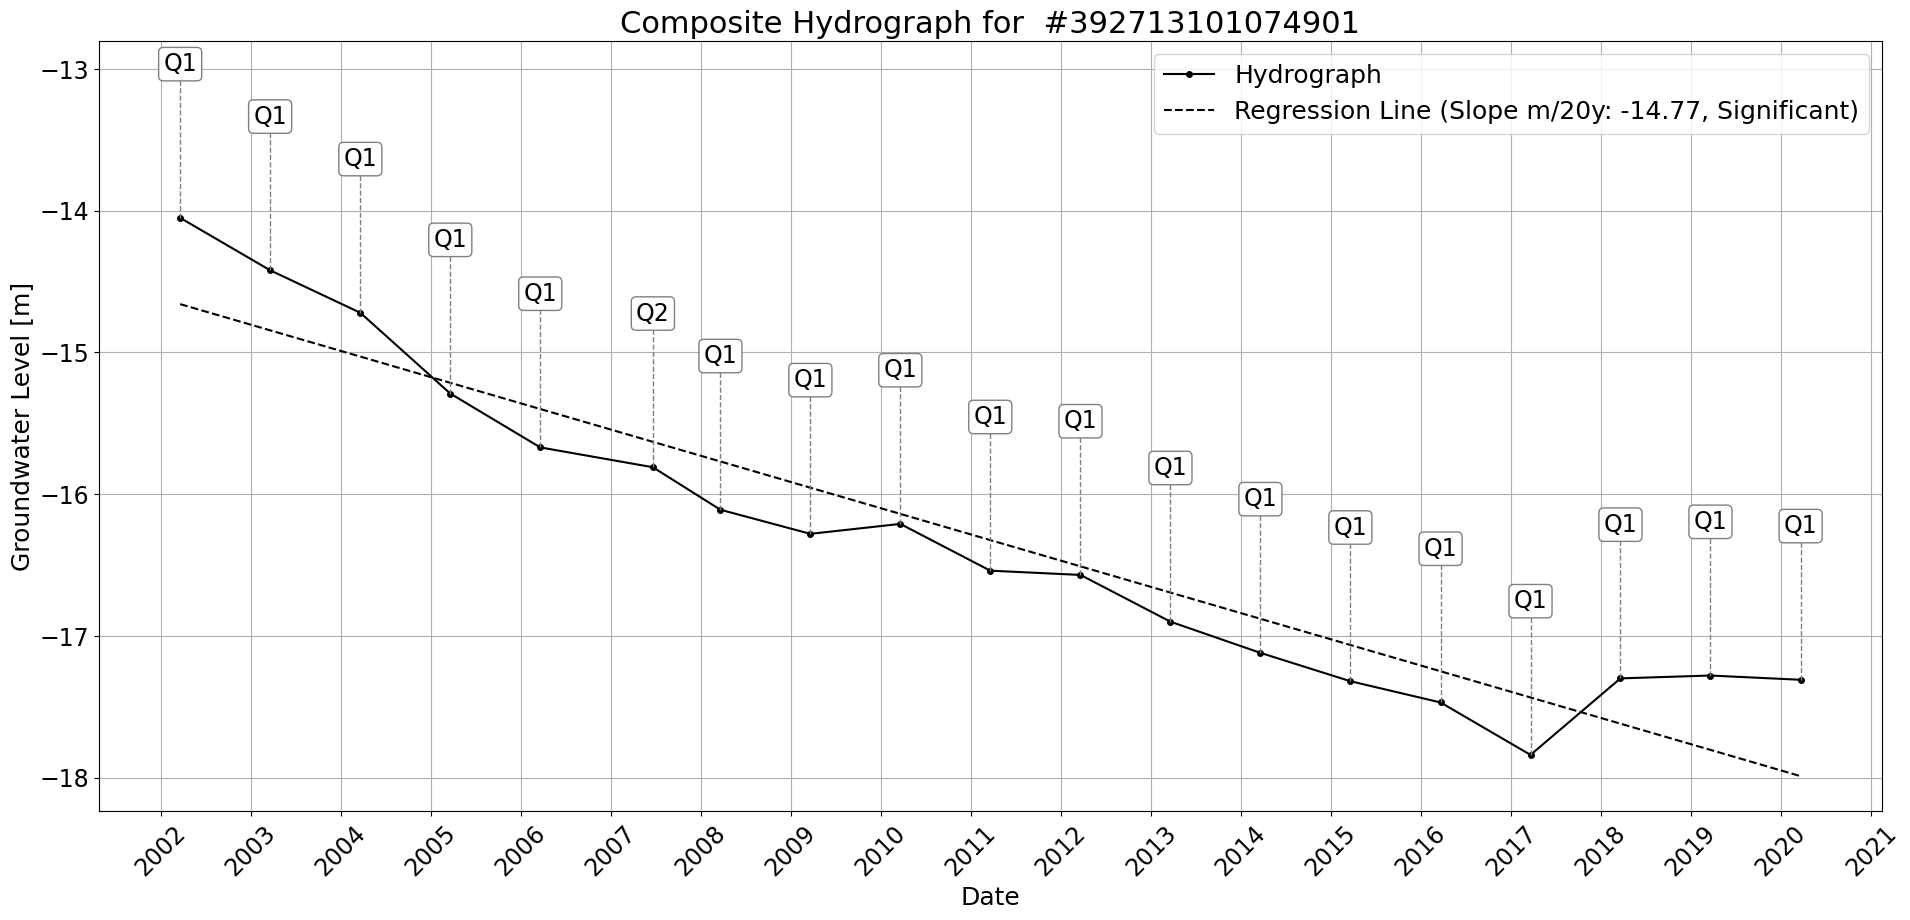 Composite Hydrograph for  #392713101074901
Hydrograph
Regression Line (Slope m/20y: -14.77, Significant)
Groundwater Level [m]
−13
−14
−15
−16
−17
−18
Q1
Q1
Q1
Q1
Q1
Q2
Q1
Q1
Q1
Q1
Q1
Q1
Q1
Q1
Q1
Q1
Q1
Q1
Q1
2002
2003
2004
2005
2006
2007
2008
2009
2010
2011
2012
2013
2014
2015
2016
2017
2018
2019
2020
2021
Date